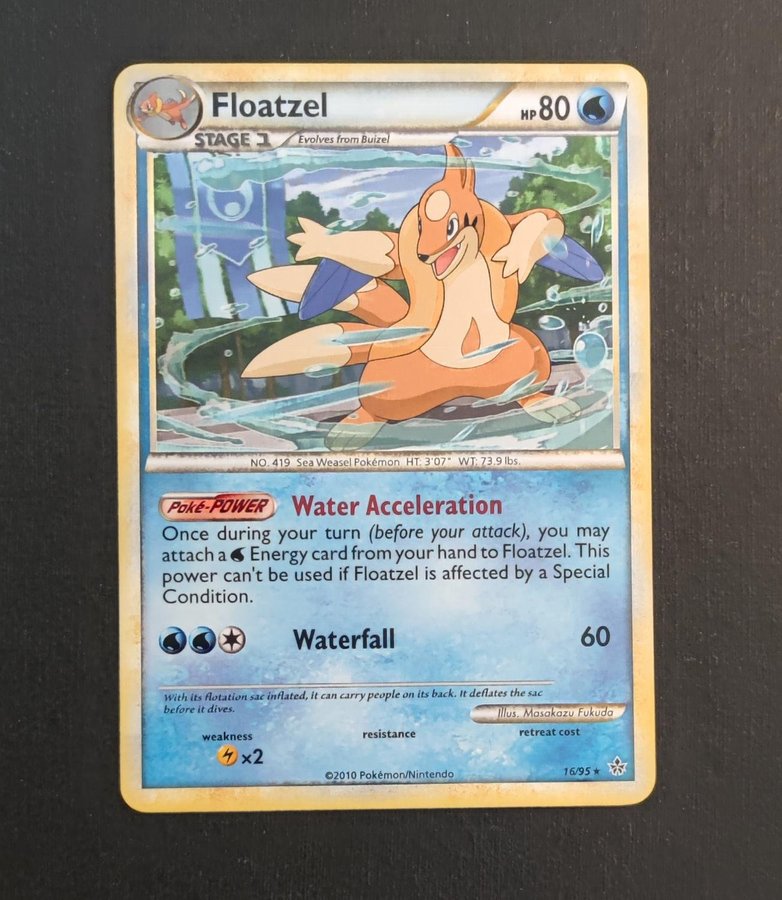 Floatzel
HP 80
STAGE 1
Evolves from Buizel
NO. 419 Sea Weasel Pokémon HT: 3'07" WT: 73.9 lbs.
Poké-POWER Water Acceleration
Once during your turn (before your attack), you may
attach a Energy card from your hand to Floatzel. This
power can't be used if Floatzel is affected by a Special
Condition.
Waterfall 60
With its flotation sac inflated, it can carry people on its back. It deflates the sac
before it dives.
Illus. Masakazu Fukuda
weakness resistance retreat cost
x2
©2010 Pokémon/Nintendo
16/95 ★